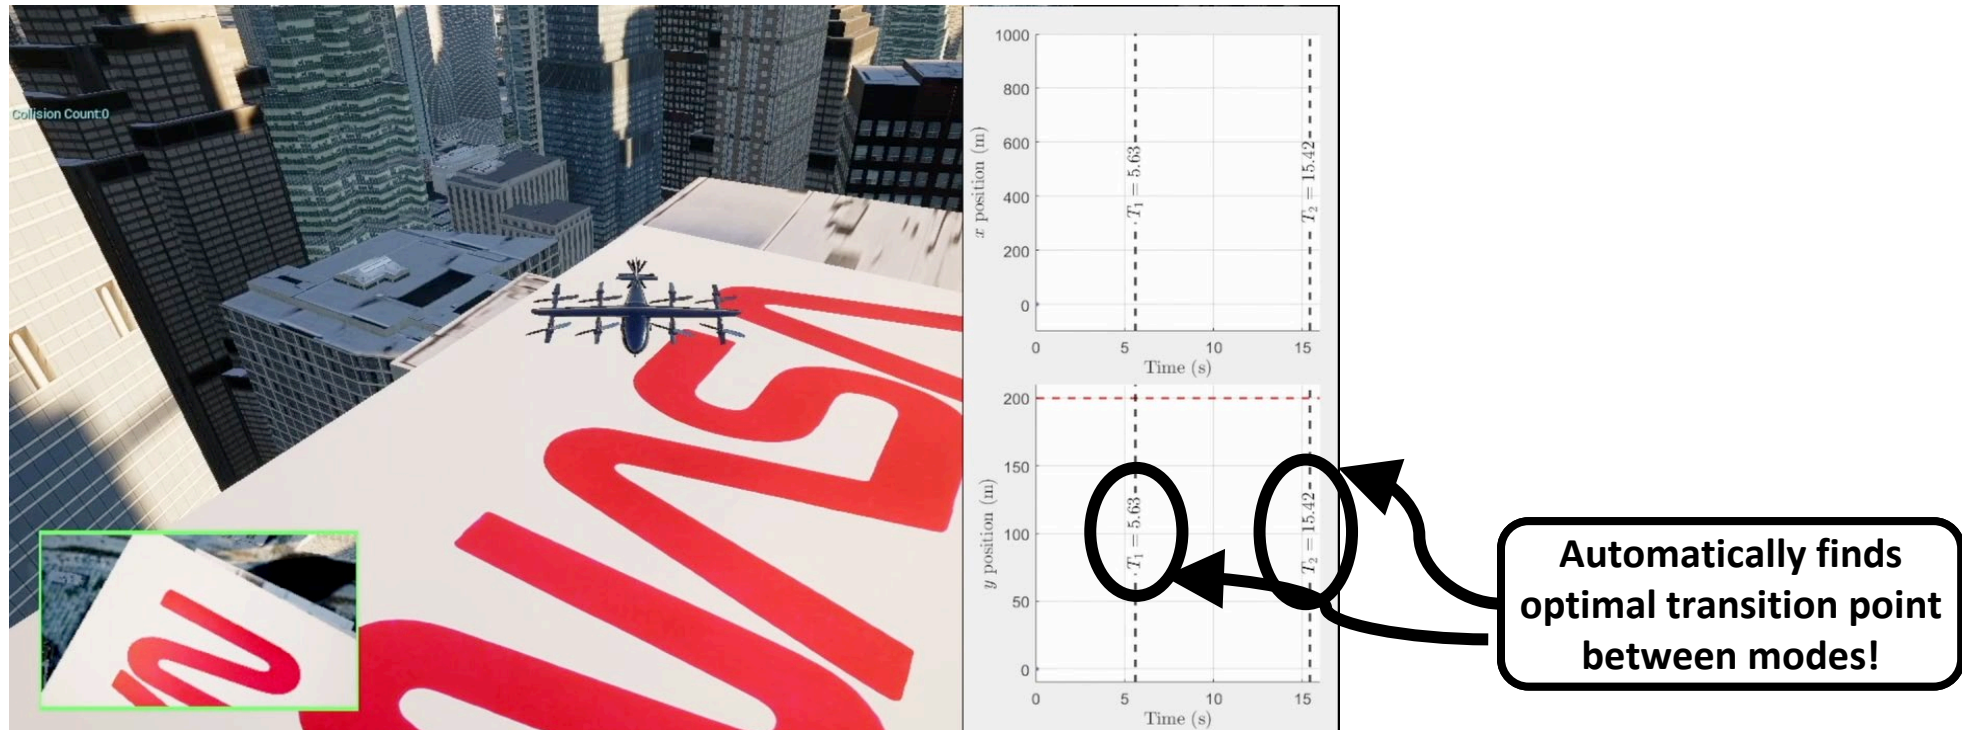 Collision Count:0
1000
800
600
400
200
0
x position (m)
T₁ = 5.63
T₂ = 15.42
0 5 10 15
Time (s)
200
150
100
50
0
y position (m)
T₁ = 5.63
T₂ = 15.42
0 5 10 15
Time (s)
Automatically finds
optimal transition point
between modes!